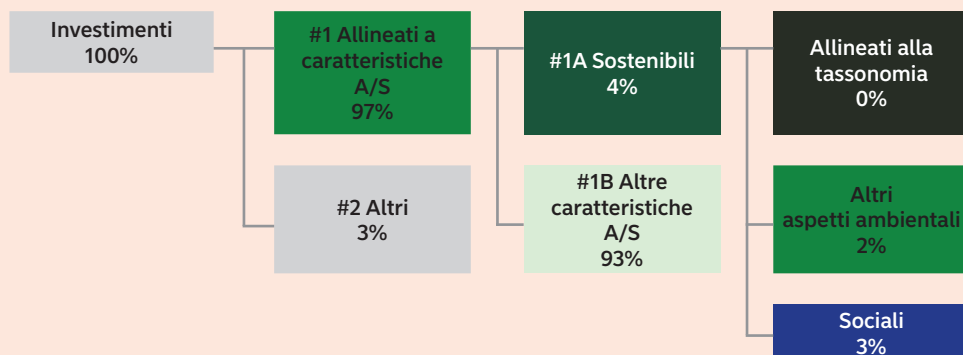 Investimenti
100%
#1 Allineati a
caratteristiche
A/S
97%
#2 Altri
3%
#1A Sostenibili
4%
#1B Altre
caratteristiche
A/S
93%
Allineati alla
tassonomia
0%
Altri
aspetti ambientali
2%
Sociali
3%